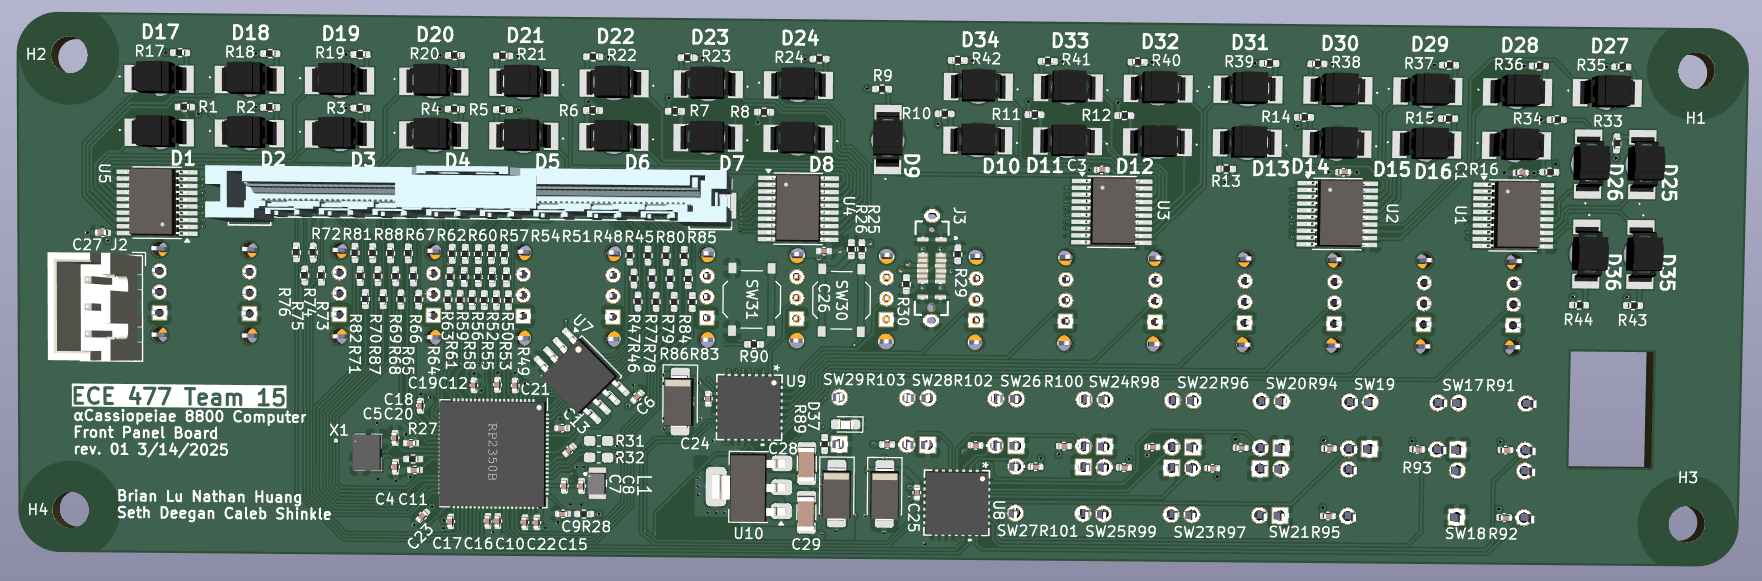 D17 D18 D19 D20 D21 D22 D23 D24 D34 D33 D32 D31 D30 D29 D28 D27
H2 R17 R18 R19 R20 R21 R22 R23 R24 R9 R42 R41 R40 R39 R38 R37 R36 R35
R1 R2 R3 R4 R5 R6 R7 R8 R10 R11 R12 R14 R15 R34 R33 H1
D1 D2 D3 D4 D5 D6 D7 D8 D9 D10 D11 C3 D12 D13 D14 D15 D16 C1 R16 D26 D25
R13
U5 U4 R25 R26 J3 U3 U2 U1
C27 J2 R72 R81 R88 R67 R62 R60 R57 R54 R51 R48 R45 R80 R85
R29 R30 D36 D35
R76 R75 R74 R73 SW31 C26 SW30
R44 R43
R82 R71 R70 R87 R69 R68 R66 R65 R64 R63 R61 R56 R58 R52 R55 R50 R53 R49 U7 R47 R46 R77 R78 R79 R86 R84 R83
R90
C19 C12 C21 C6 U9 SW29 R103 SW28 R102 SW26 R100 SW24 R98 SW22 R96 SW20 R94 SW19 SW17 R91
ECE 477 Team 15
αCassiopeiae 8800 Computer
Front Panel Board
rev. 01 3/14/2025
C18
C5 C20
X1 R27
RP2350B
C13 R31
R32
C24 C28 R89 D37
R93
C4 C11 C7 C8 L1
Brian Lu Nathan Huang
Seth Deegan Caleb Shinkle
H4 H3
C23 C17 C16 C10 C22 C15 C9 R28
U10 C29 C25 U8 SW27 R101 SW25 R99 SW23 R97 SW21 R95 SW18 R92